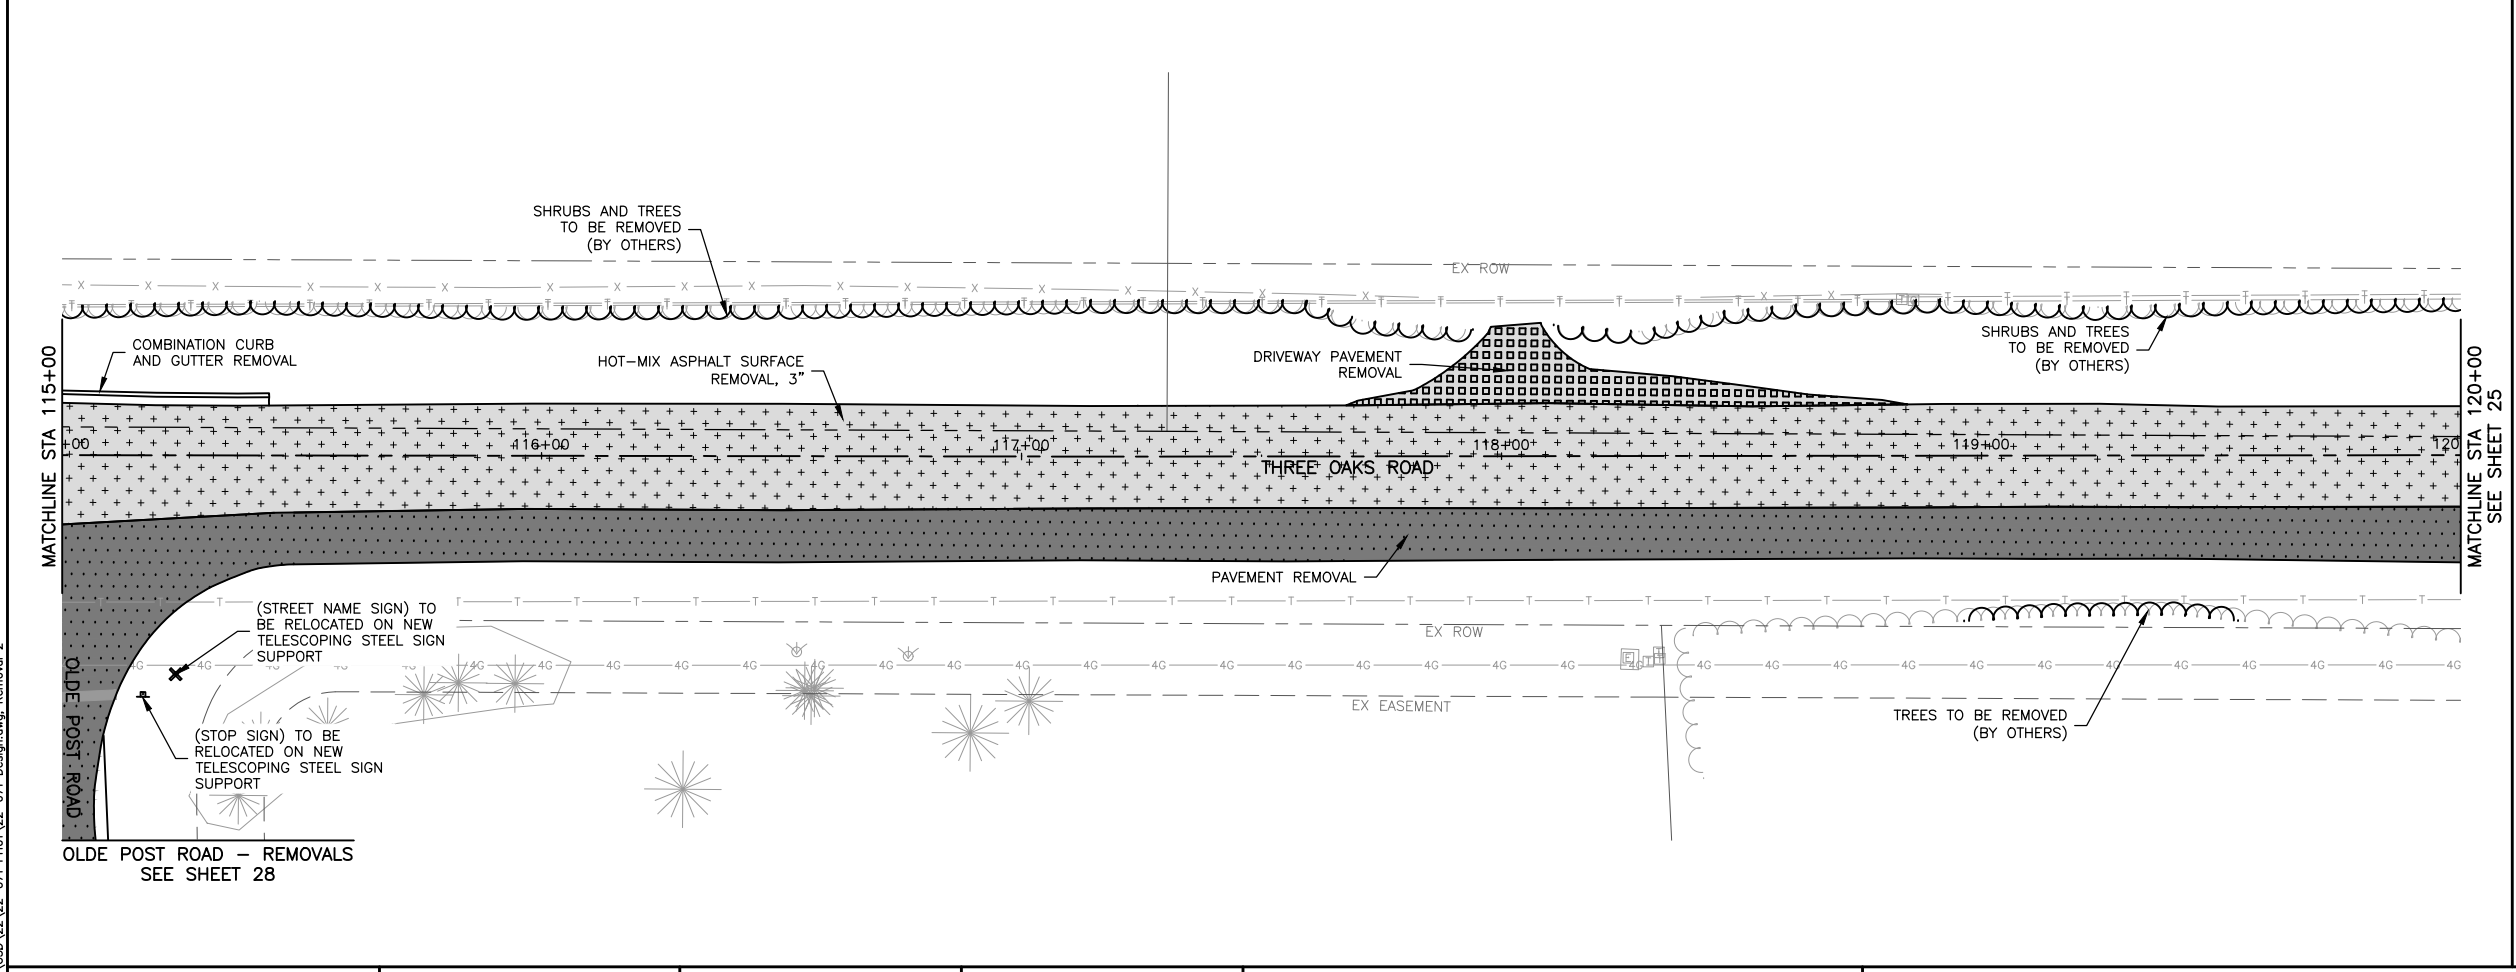 SHRUBS AND TREES
TO BE REMOVED
(BY OTHERS)
EX ROW
COMBINATION CURB
AND GUTTER REMOVAL
HOT-MIX ASPHALT SURFACE
REMOVAL, 3"
DRIVEWAY PAVEMENT
REMOVAL
SHRUBS AND TREES
TO BE REMOVED
(BY OTHERS)
MATCHLINE STA 115+00
+00
116+00
117+00
118+00
119+00
120
THREE OAKS ROAD
MATCHLINE STA 120+00
SEE SHEET 25
PAVEMENT REMOVAL
(STREET NAME SIGN) TO
BE RELOCATED ON NEW
TELESCOPING STEEL SIGN
SUPPORT
EX ROW
EX EASEMENT
TREES TO BE REMOVED
(BY OTHERS)
(STOP SIGN) TO BE
RELOCATED ON NEW
TELESCOPING STEEL SIGN
SUPPORT
OLDE POST ROAD
OLDE POST ROAD - REMOVALS
SEE SHEET 28